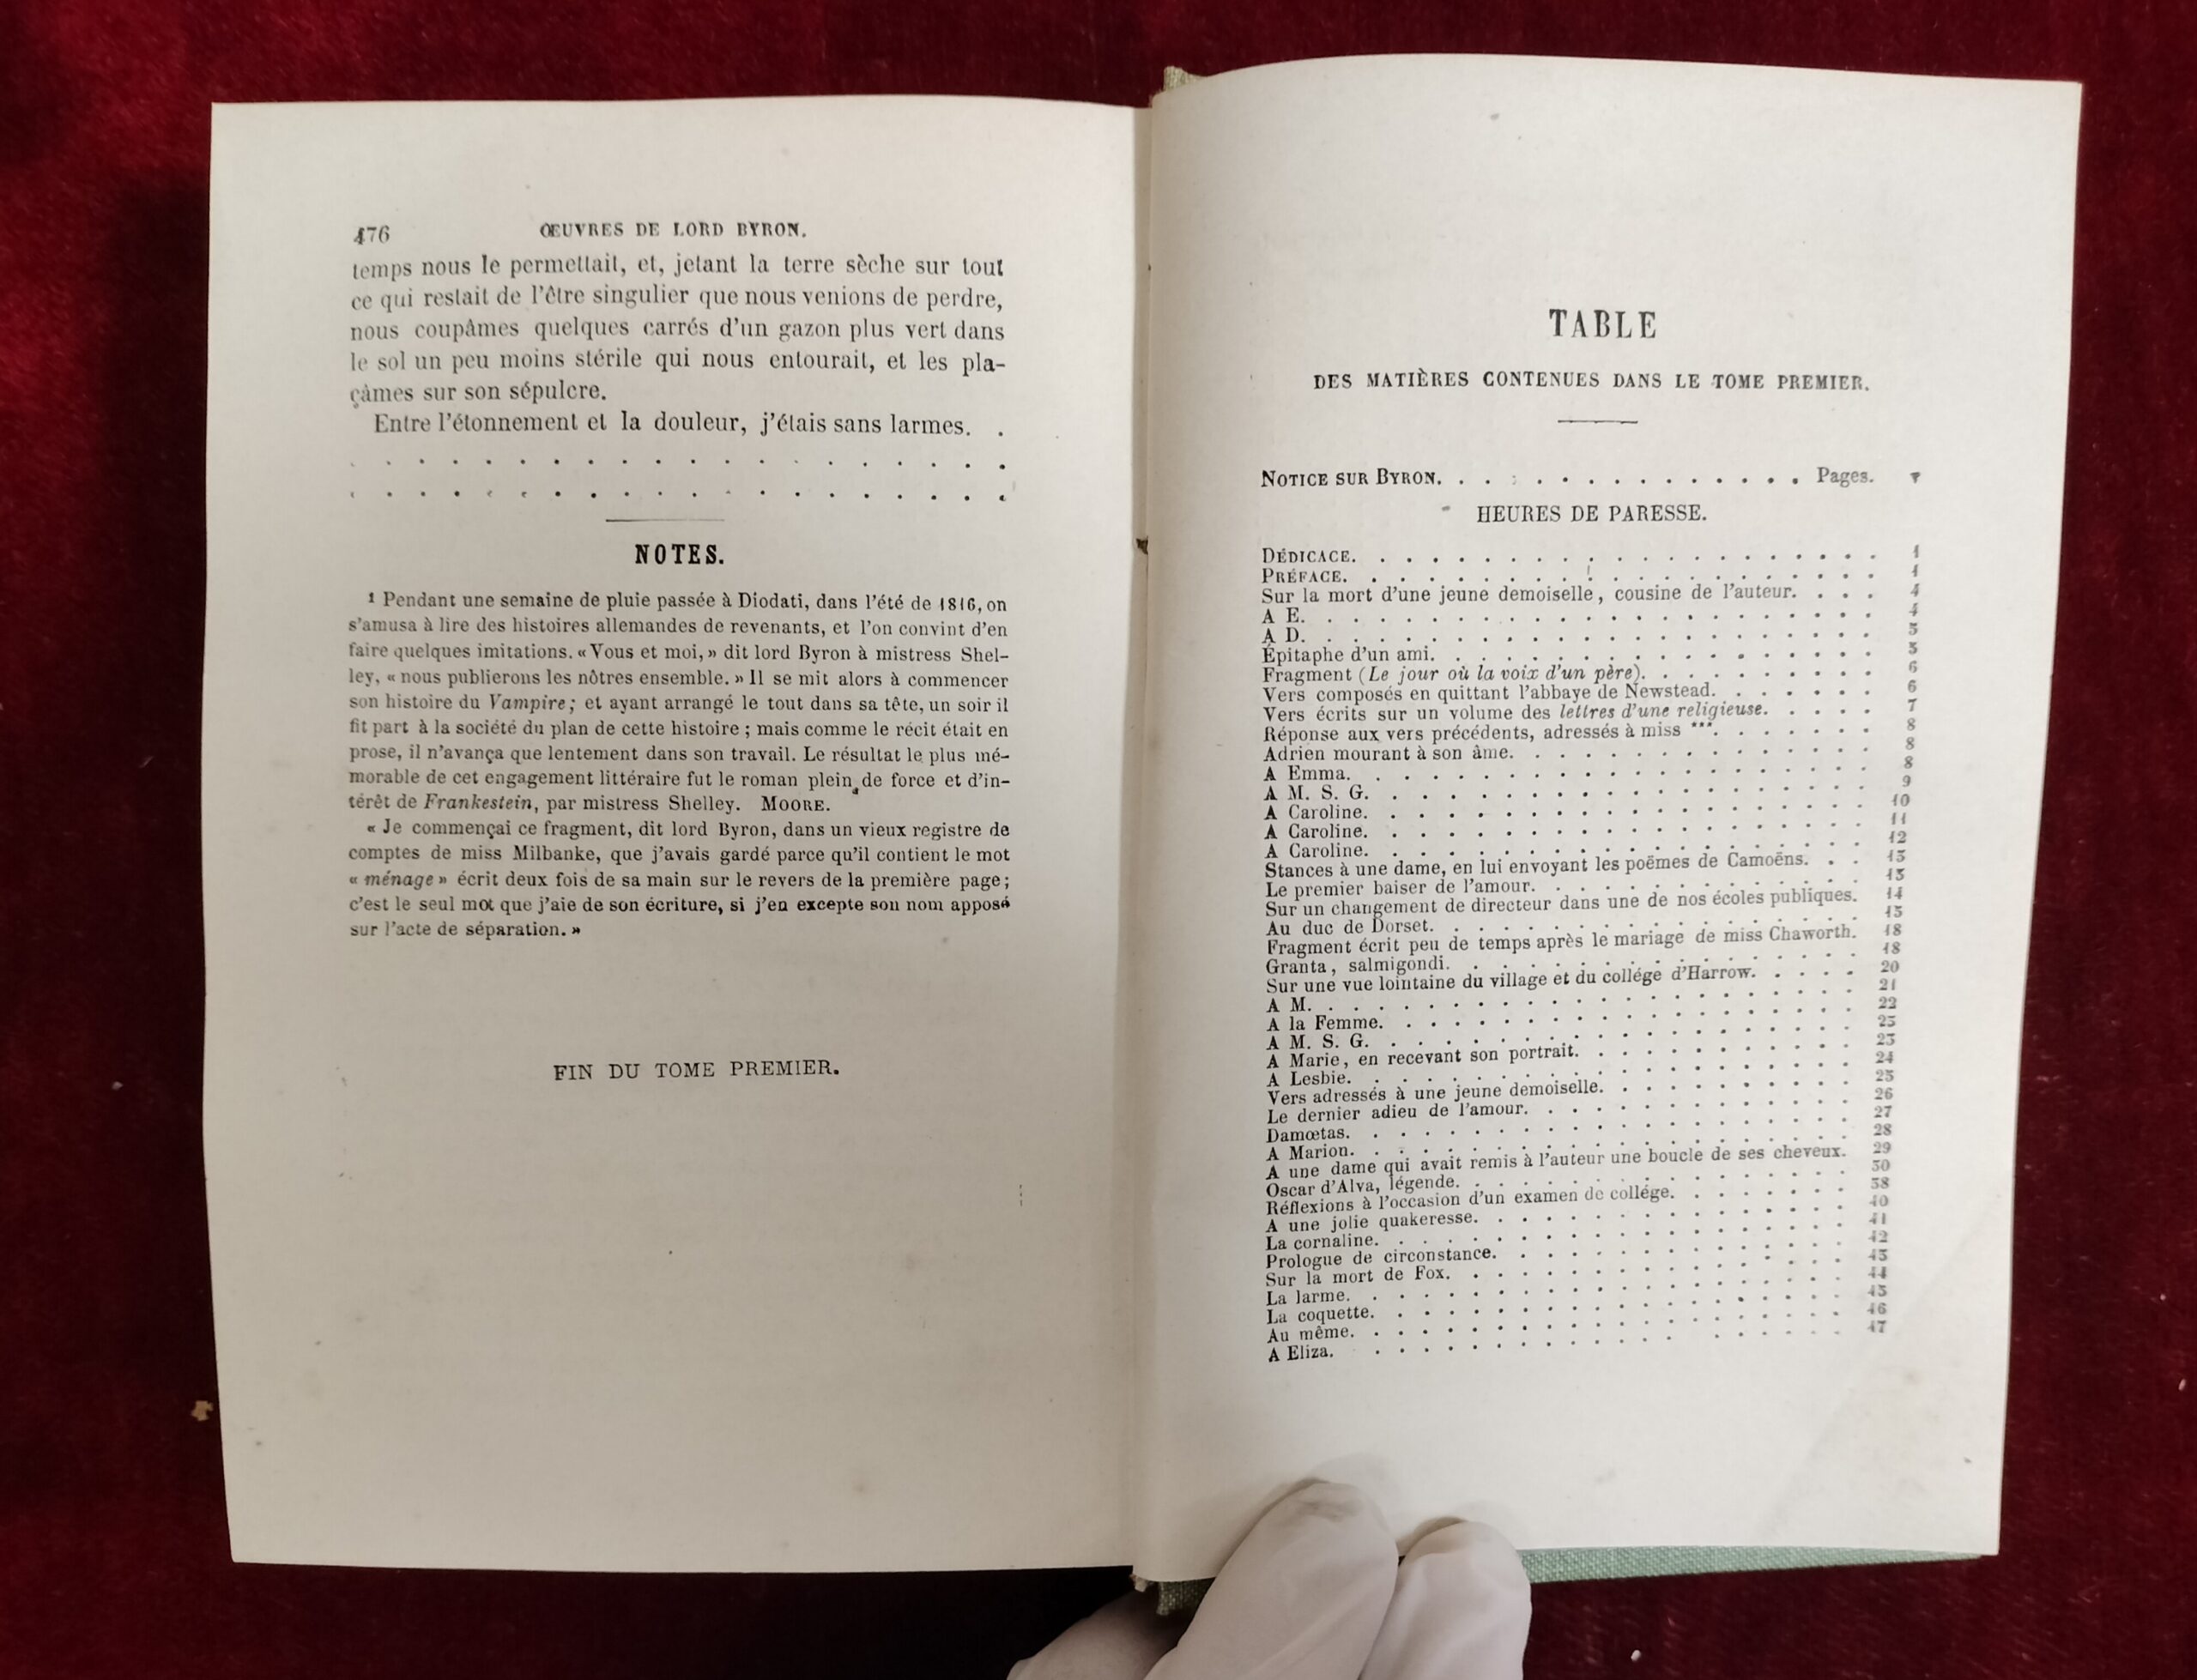 476 ŒUVRES DE LORD BYRON.
temps nous le permettait, et, jetant la terre sèche sur tout
ce qui restait de l'être singulier que nous venions de perdre,
nous coupâmes quelques carrés d'un gazon plus vert dans
le sol un peu moins stérile qui nous entourait, et les pla-
çâmes sur son sépulcre.
Entre l'étonnement et la douleur, j'étais sans larmes. .
. . . . . . . . . . . . . . . . . . . .
. . . . . . . . . . . . . . . . . . . .
NOTES.
¹ Pendant une semaine de pluie passée à Diodati, dans l'été de 1816, on
s'amusa à lire des histoires allemandes de revenants, et l'on convint d'en
faire quelques imitations. « Vous et moi, » dit lord Byron à mistress Shel-
ley, « nous publierons les nôtres ensemble. » Il se mit alors à commencer
son histoire du Vampire ; et ayant arrangé le tout dans sa tête, un soir il
fit part à la société du plan de cette histoire ; mais comme le récit était en
prose, il n'avança que lentement dans son travail. Le résultat le plus mé-
morable de cet engagement littéraire fut le roman plein de force et d'in-
térêt de Frankestein, par mistress Shelley. MOORE.
« Je commençai ce fragment, dit lord Byron, dans un vieux registre de
comptes de miss Milbanke, que j'avais gardé parce qu'il contient le mot
« ménage » écrit deux fois de sa main sur le revers de la première page ;
c'est le seul mot que j'aie de son écriture, si j'en excepte son nom apposé
sur l'acte de séparation. »
FIN DU TOME PREMIER.
TABLE
DES MATIÈRES CONTENUES DANS LE TOME PREMIER.
NOTICE SUR BYRON. . . . . . . . . . . . . . Pages. v
HEURES DE PARESSE.
DÉDICACE. . . . . . . . . . . . . . . . 1
PRÉFACE. . . . . . . . . . . . . . . . 1
Sur la mort d'une jeune demoiselle, cousine de l'auteur. . . . 4
A E. . . . . . . . . . . . . . . . 4
A D. . . . . . . . . . . . . . . . 5
Épitaphe d'un ami. . . . . . . . . . . . . 5
Fragment (Le jour où la voix d'un père). . . . . . . . 6
Vers composés en quittant l'abbaye de Newstead. . . . . . 6
Vers écrits sur un volume des lettres d'une religieuse. . . . . 7
Réponse aux vers précédents, adressés à miss ***. . . . . . 8
Adrien mourant à son âme. . . . . . . . . . . 8
A Emma. . . . . . . . . . . . . . . 8
A M. S. G. . . . . . . . . . . . . . . 9
A Caroline. . . . . . . . . . . . . . . 10
A Caroline. . . . . . . . . . . . . . . 11
A Caroline. . . . . . . . . . . . . . . 12
Stances à une dame, en lui envoyant les poëmes de Camoëns. . . 13
Le premier baiser de l'amour. . . . . . . . . . 13
Sur un changement de directeur dans une de nos écoles publiques. 14
Au duc de Dorset. . . . . . . . . . . . . 15
Fragment écrit peu de temps après le mariage de miss Chaworth. 18
Granta, salmigondi. . . . . . . . . . . . . 18
Sur une vue lointaine du village et du collége d'Harrow. . . . . 20
A M. . . . . . . . . . . . . . . . 21
A la Femme. . . . . . . . . . . . . . 22
A M. S. G. . . . . . . . . . . . . . . 23
A Marie, en recevant son portrait. . . . . . . . . 23
A Lesbie. . . . . . . . . . . . . . . 24
Vers adressés à une jeune demoiselle. . . . . . . . 25
Le dernier adieu de l'amour. . . . . . . . . . 26
Damœtas. . . . . . . . . . . . . . . 27
A Marion. . . . . . . . . . . . . . . 28
A une dame qui avait remis à l'auteur une boucle de ses cheveux. 29
Oscar d'Alva, légende. . . . . . . . . . . . 30
Réflexions à l'occasion d'un examen de collége. . . . . . 38
A une jolie quakeresse. . . . . . . . . . . . 40
La cornaline. . . . . . . . . . . . . . 41
Prologue de circonstance. . . . . . . . . . . 42
Sur la mort de Fox. . . . . . . . . . . . . 43
La larme. . . . . . . . . . . . . . . 44
La coquette. . . . . . . . . . . . . . 45
Au même. . . . . . . . . . . . . . . 46
A Eliza. . . . . . . . . . . . . . . 47